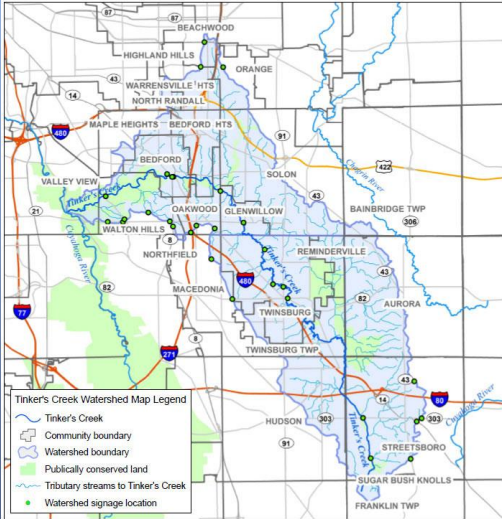 87
87
BEACHWOOD
HIGHLAND HILLS
ORANGE
43
43
14
WARRENSVILLE HTS
NORTH RANDALL
480
MAPLE HEIGHTS
BEDFORD HTS
91
422
Chagrin River
BEDFORD
VALLEY VIEW
SOLON
43
21
Tinker's Creek
OAKWOOD
GLENWILLOW
BAINBRIDGE TWP
306
WALTON HILLS
8
Cuyahoga River
NORTHFIELD
Tinker's Creek
REMINDERVILLE
43
82
MACEDONIA
480
82
AURORA
77
TWINSBURG
8
271
TWINSBURG TWP
43
80
14
Cuyahoga River
HUDSON
303
303
91
Tinker's Creek
STREETSBORO
SUGAR BUSH KNOLLS
FRANKLIN TWP
Tinker's Creek Watershed Map Legend
Tinker's Creek
Community boundary
Watershed boundary
Publically conserved land
Tributary streams to Tinker's Creek
Watershed signage location